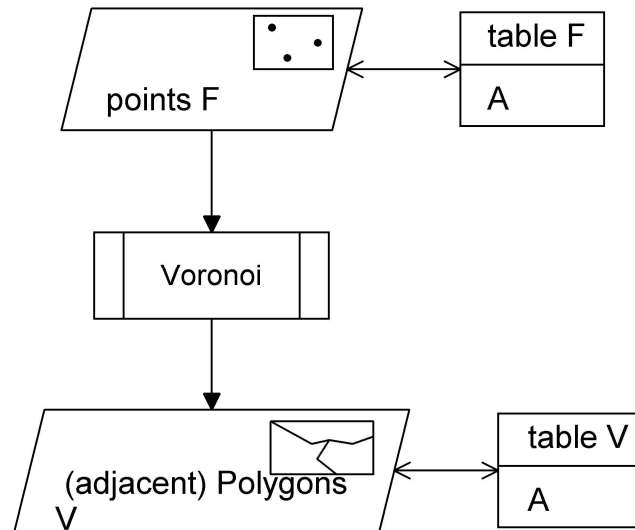 table F
points F
A
Voronoi
table V
(adjacent) Polygons
V
A